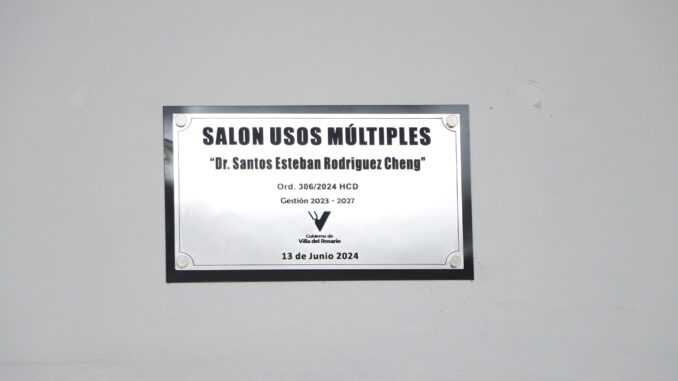 SALON USOS MÚLTIPLES
"Dr. Santos Esteban Rodriguez Cheng"
Ord. 306/2024 HCD
Gestión 2023 - 2027
Gobierno de
Villa del Rosario
13 de Junio 2024